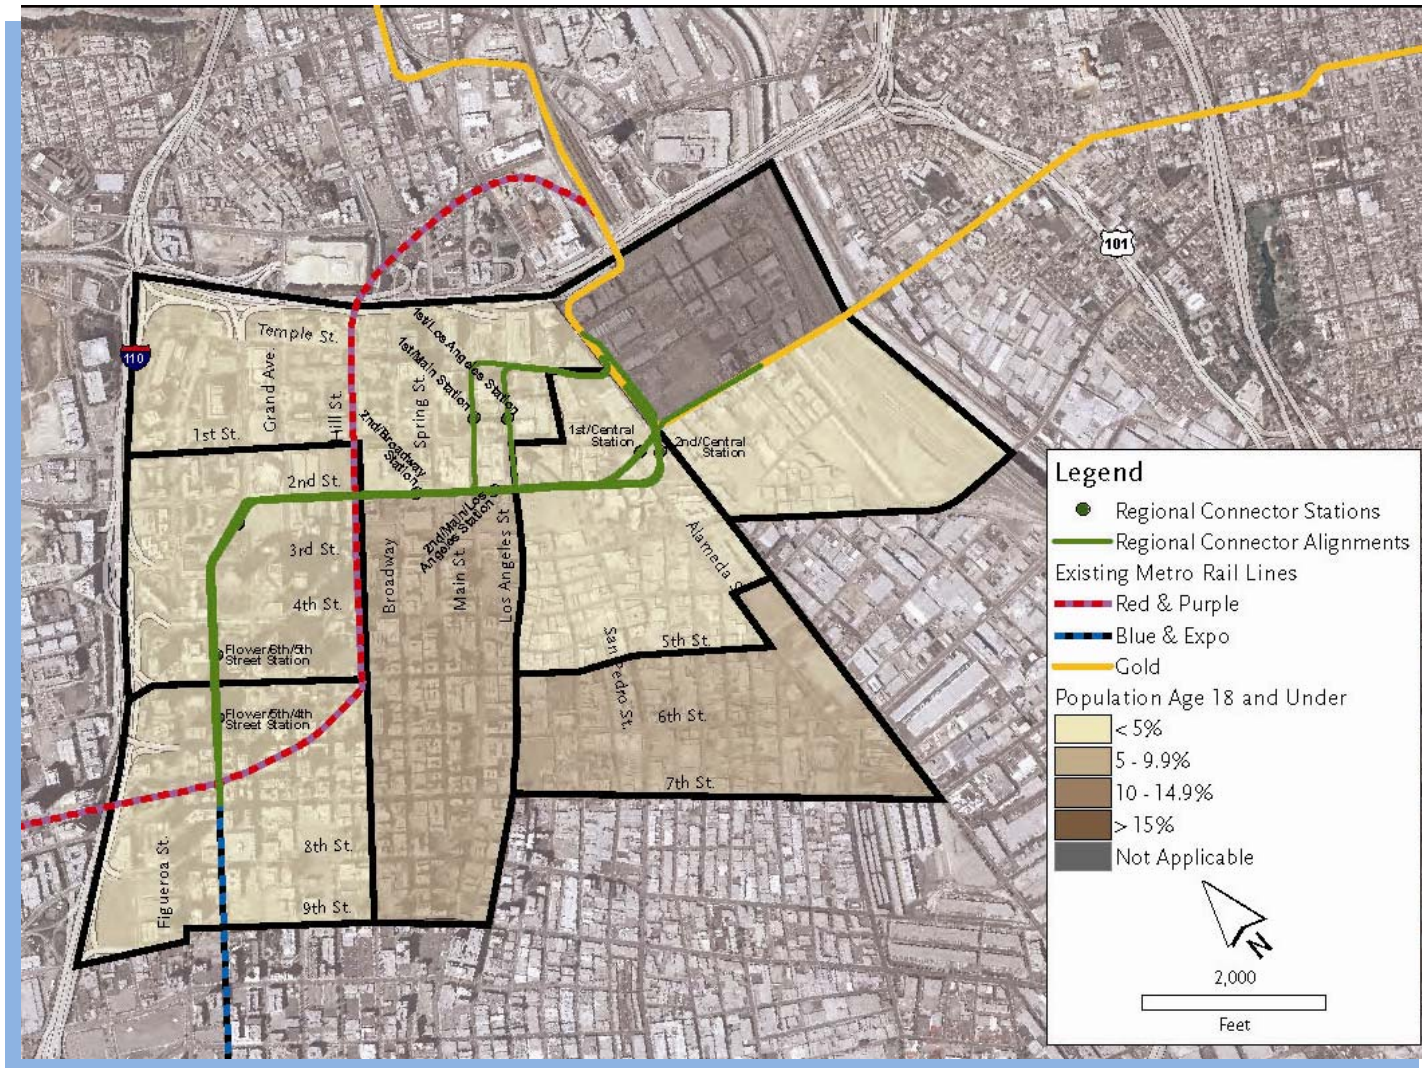 101
110
Temple St.
Grand Ave.
Hill St.
Spring St.
1st/Los Angeles Station
1st/Main Station
1st St.
2nd/Broadway
Station
1st/Central
Station
2nd/Central
Station
2nd St.
2nd/Main/Los
Angeles Station
3rd St.
4th St.
Broadway
Main St.
Los Angeles St.
Alameda S
5th St.
San Pedro St.
Flower/6th/5th
Street Station
Flower/5th/4th
Street Station
6th St.
7th St.
8th St.
9th St.
Figueroa St.
Legend
Regional Connector Stations
Regional Connector Alignments
Existing Metro Rail Lines
Red & Purple
Blue & Expo
Gold
Population Age 18 and Under
< 5%
5 - 9.9%
10 - 14.9%
> 15%
Not Applicable
N
2,000
Feet